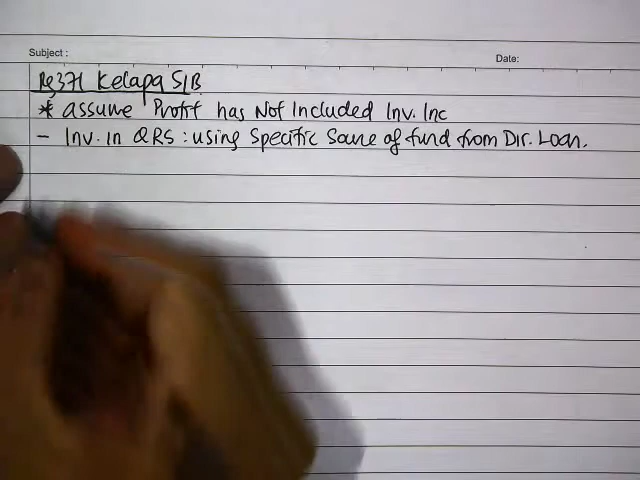 Subject :
Date:
Pg371 Kelapa S/B
* Assume Profit has Not Included Inv. Inc
- Inv. in QRS : using Specific Source of fund from Dir. Loan.